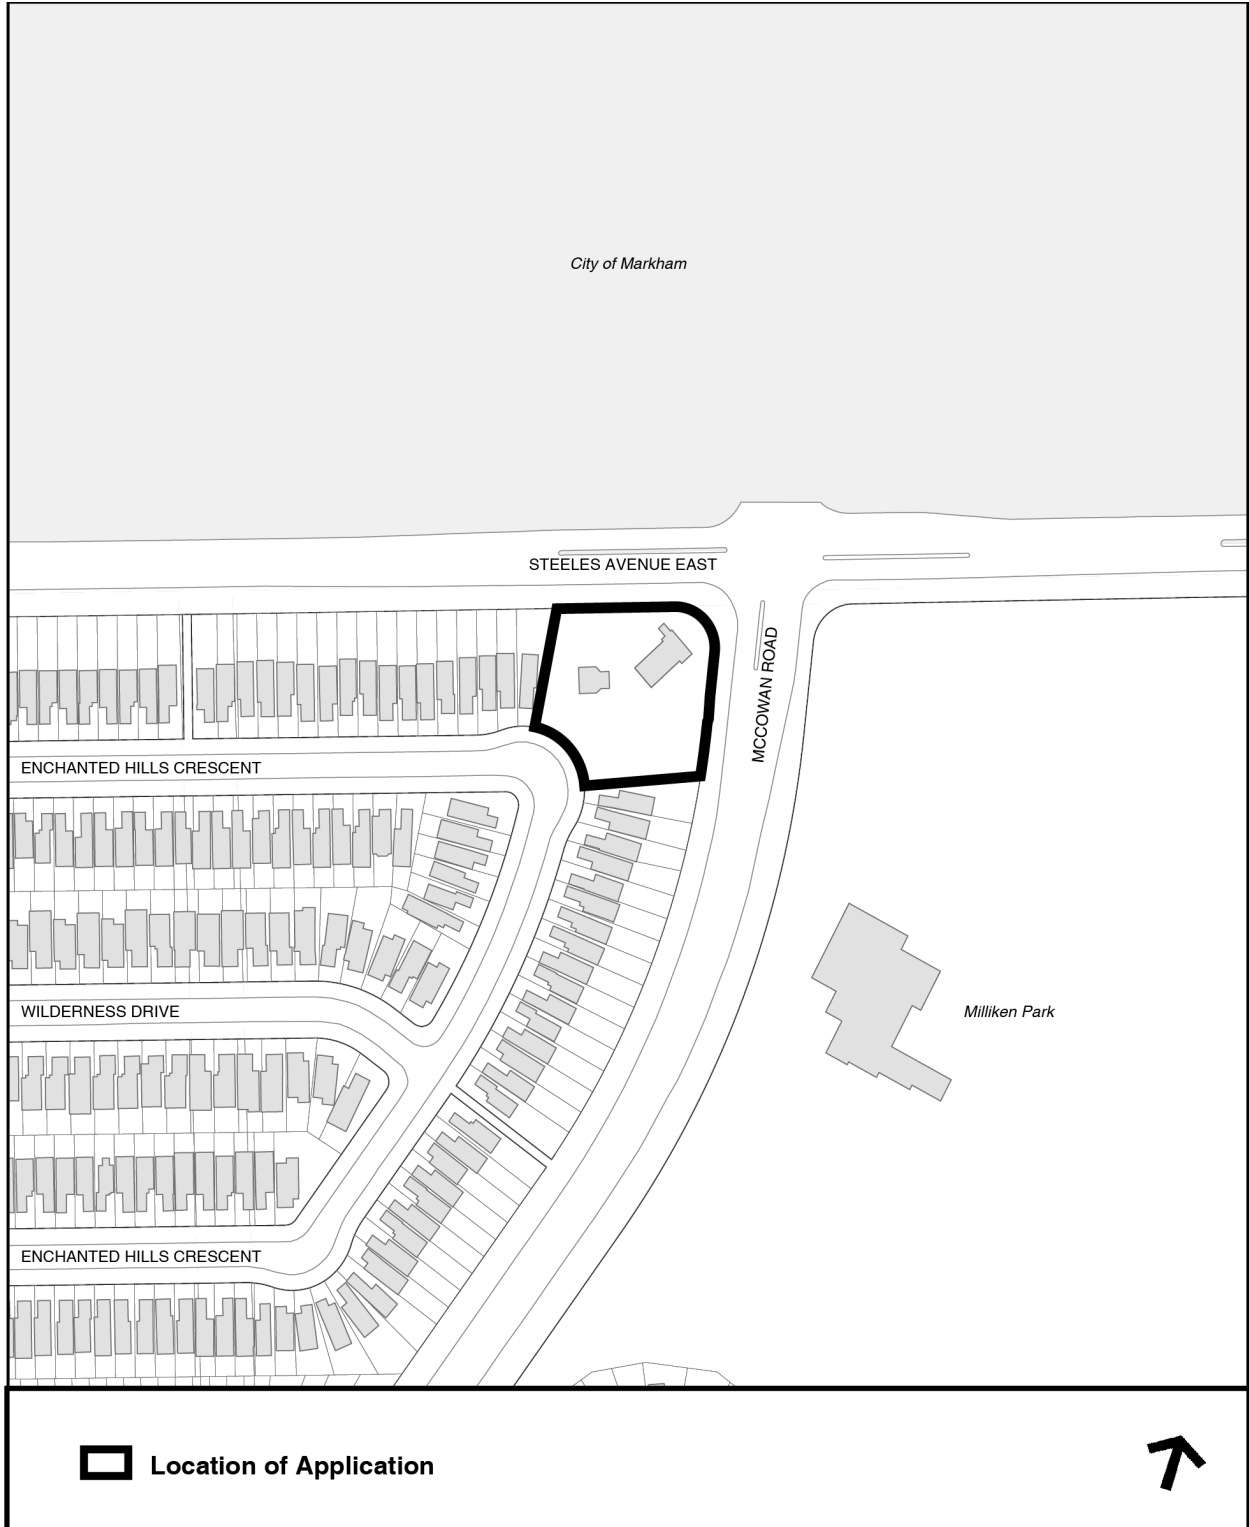 City of Markham
STEELES AVENUE EAST
MCCOWAN ROAD
ENCHANTED HILLS CRESCENT
WILDERNESS DRIVE
Milliken Park
ENCHANTED HILLS CRESCENT
Location of Application